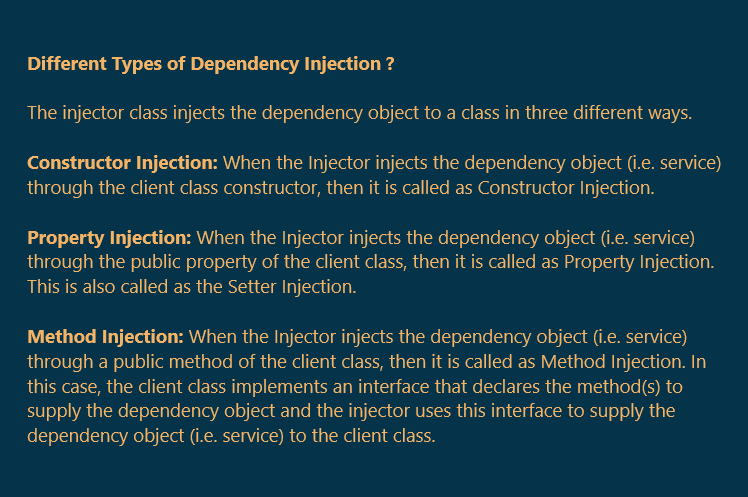 Different Types of Dependency Injection ?
The injector class injects the dependency object to a class in three different ways.
Constructor Injection: When the Injector injects the dependency object (i.e. service)
through the client class constructor, then it is called as Constructor Injection.
Property Injection: When the Injector injects the dependency object (i.e. service)
through the public property of the client class, then it is called as Property Injection.
This is also called as the Setter Injection.
Method Injection: When the Injector injects the dependency object (i.e. service)
through a public method of the client class, then it is called as Method Injection. In
this case, the client class implements an interface that declares the method(s) to
supply the dependency object and the injector uses this interface to supply the
dependency object (i.e. service) to the client class.